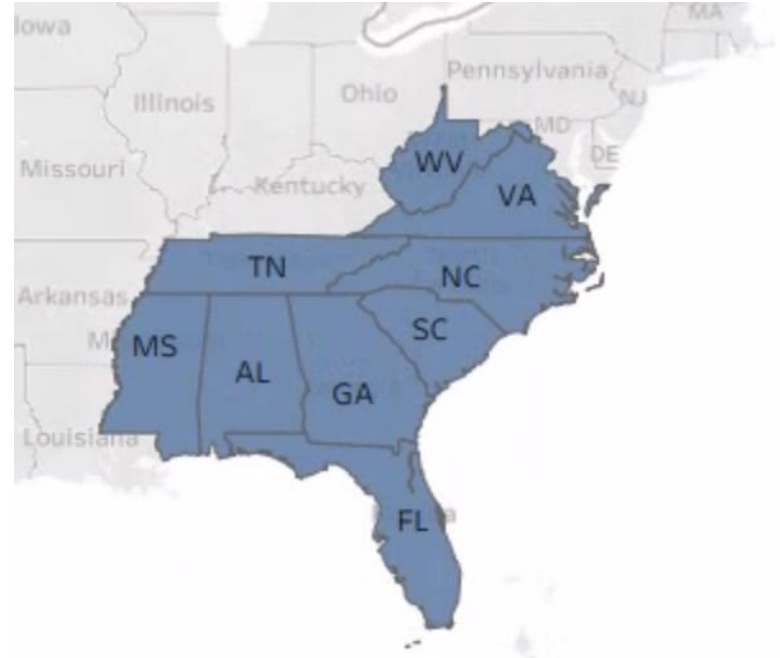 MA
Iowa
Pennsylvania
Ohio
Illinois
NJ
MD
DE
WV
Missouri
Kentucky
VA
TN
NC
Arkansas
SC
MS
AL
GA
Louisiana
FL